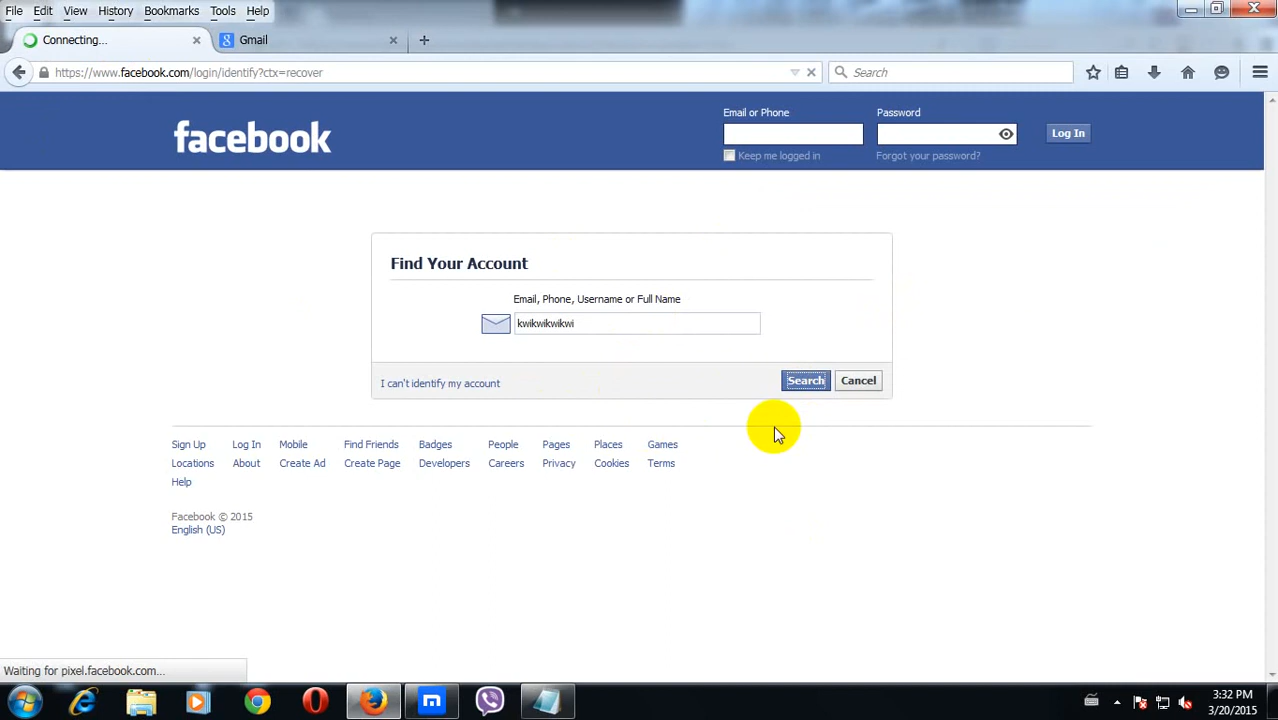 File Edit View History Bookmarks Tools Help
Connecting...
Gmail
https://www.facebook.com/login/identify?ctx=recover
Search
facebook
Email or Phone
Password
Log In
Keep me logged in
Forgot your password?
Find Your Account
Email, Phone, Username or Full Name
kwikwikwikwi
I can't identify my account
Search
Cancel
Sign Up Log In Mobile Find Friends Badges People Pages Places Games
Locations About Create Ad Create Page Developers Careers Privacy Cookies Terms
Help
Facebook © 2015
English (US)
Waiting for pixel.facebook.com...
3:32 PM
3/20/2015